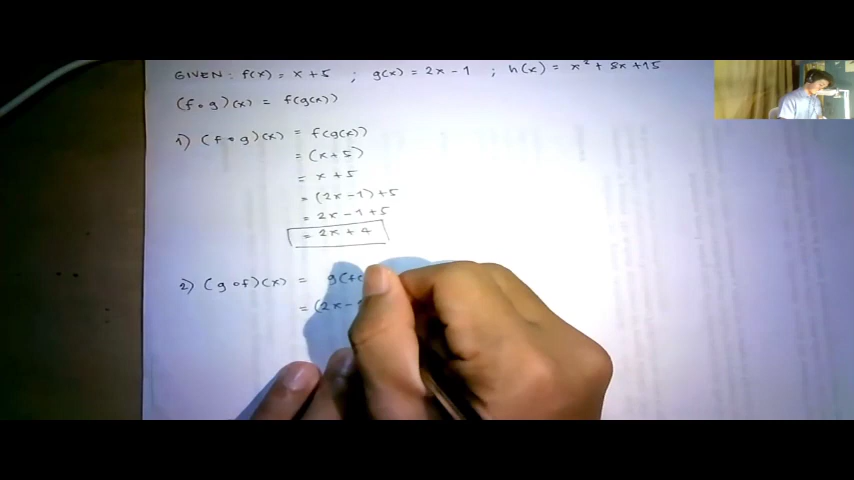 GIVEN: f(x) = x + 5 ; g(x) = 2x - 1 ; h(x) = x² + 8x + 15
(f ∘ g)(x) = f(g(x))
1) (f ∘ g)(x) = f(g(x))
= (x + 5)
= x + 5
= (2x - 1) + 5
= 2x - 1 + 5
= 2x + 4
2) (g ∘ f)(x) = g(f(
= (2x -